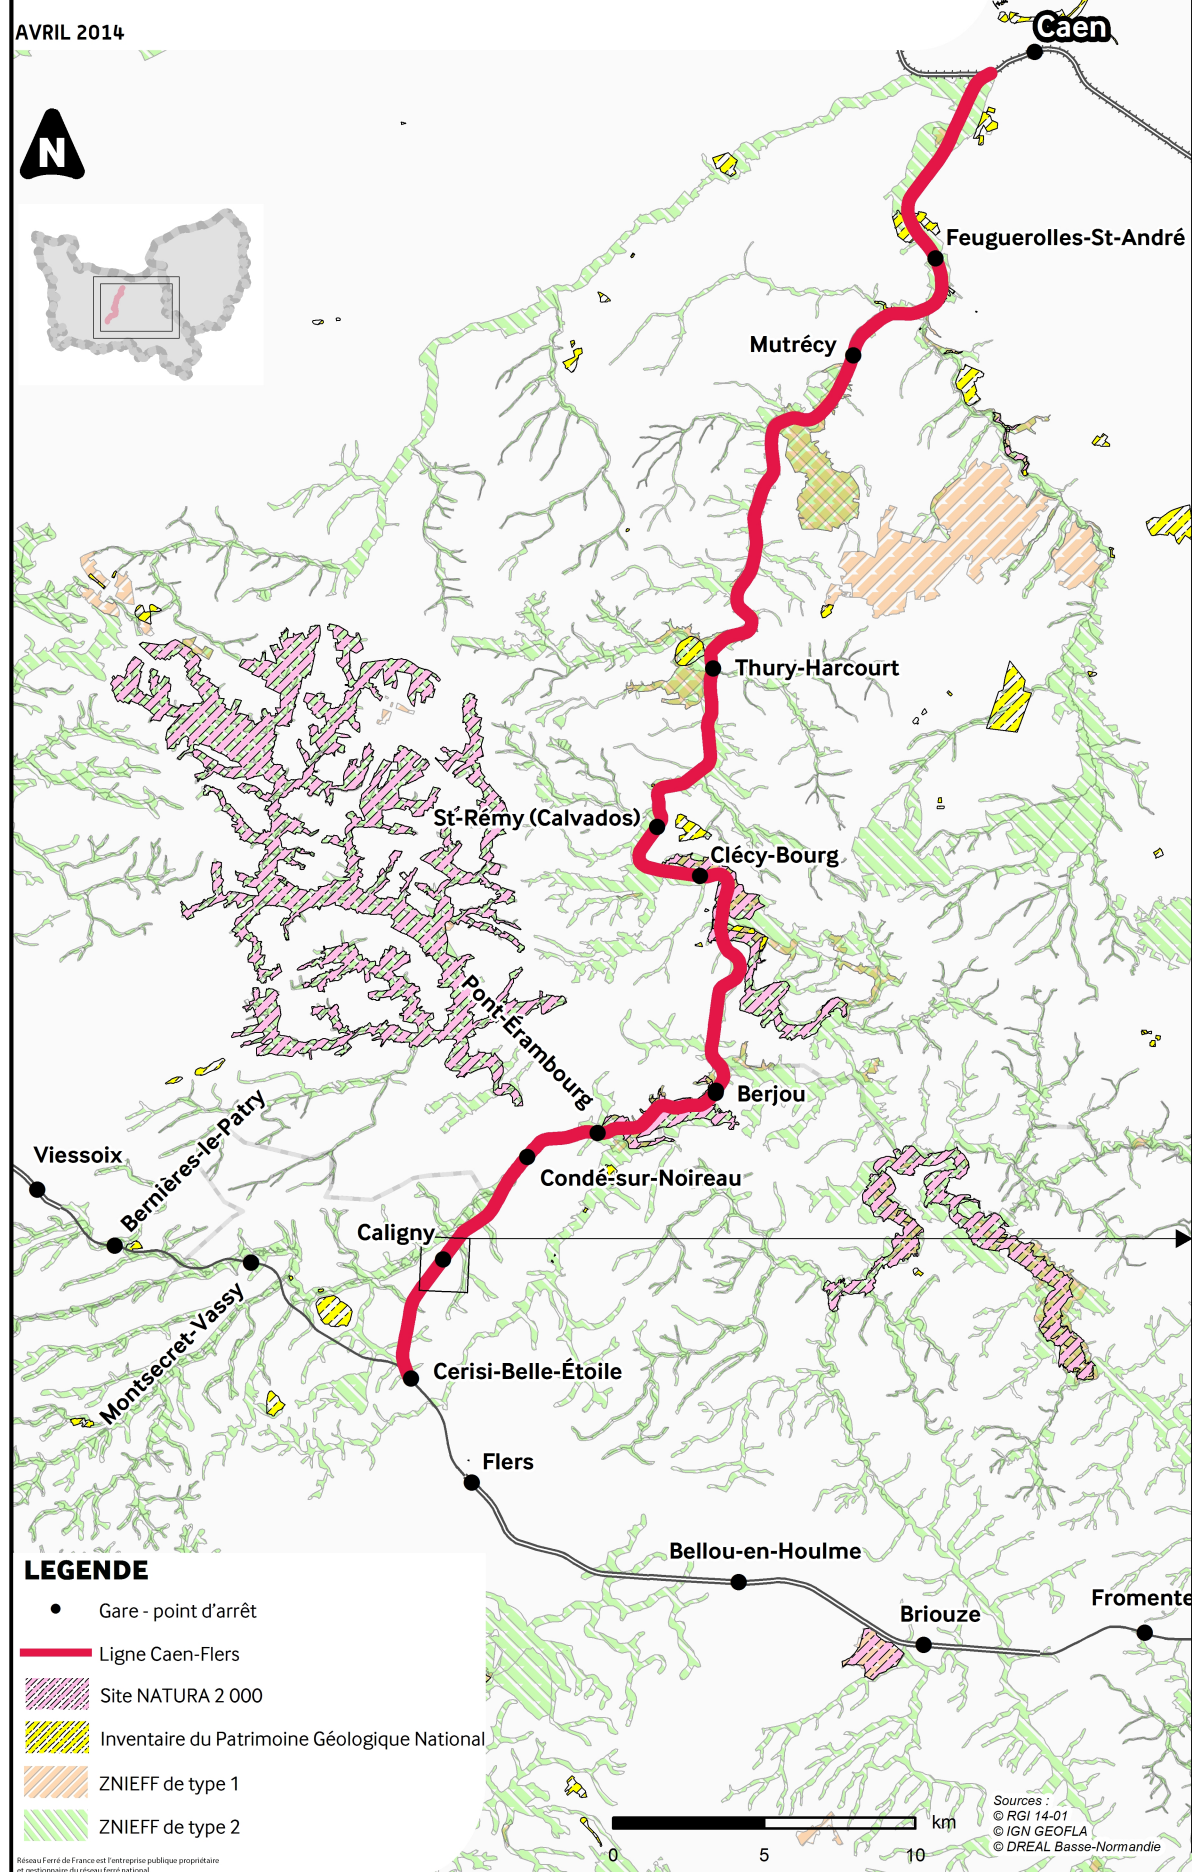 AVRIL 2014
Caen
N
Feuguerolles-St-André
Mutrécy
Thury-Harcourt
St-Rémy (Calvados)
Clécy-Bourg
Pont-Érambourg
Berjou
Condé-sur-Noireau
Viessoix
Bernières-le-Patry
Caligny
Montsecret-Vassy
Cerisi-Belle-Étoile
Flers
Bellou-en-Houlme
Briouze
Fromente
LEGENDE
Gare - point d'arrêt
Ligne Caen-Flers
Site NATURA 2 000
Inventaire du Patrimoine Géologique National
ZNIEFF de type 1
ZNIEFF de type 2
km
0 5 10
Sources :
© RGI 14-01
© IGN GEOFLA
© DREAL Basse-Normandie
Réseau Ferré de France est l'entreprise publique propriétaire
et gestionnaire du réseau ferré national